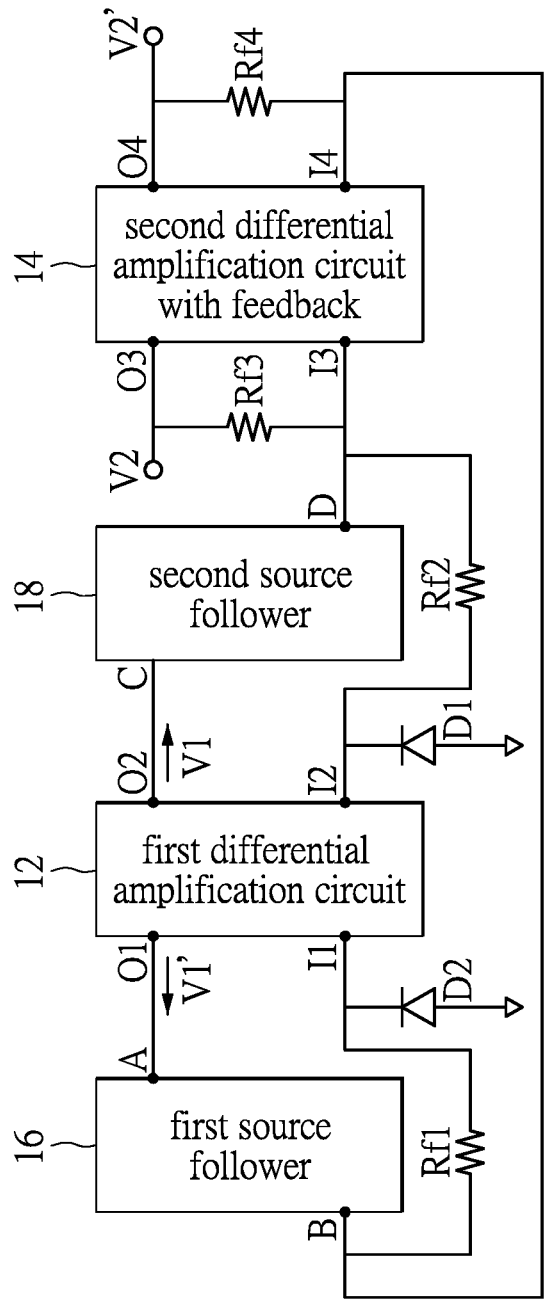 16
12
18
14
A
O1
O2
C
V2
O3
O4
V2'
V1'
V1
first source
follower
first differential
amplification circuit
second source
follower
second differential
amplification circuit
with feedback
Rf3
Rf4
B
I1
I2
D
I3
I4
D2
D1
Rf1
Rf2